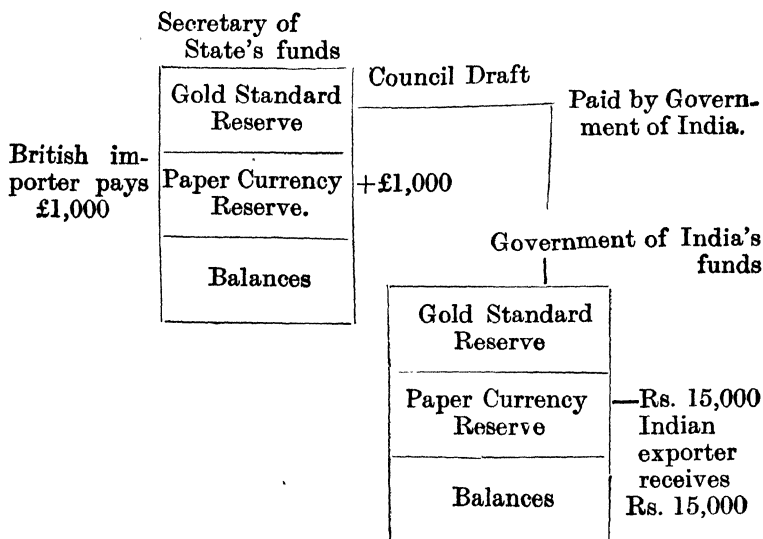 Secretary of
State's funds
Council Draft
Gold Standard
Reserve
Paid by Govern-
ment of India.
British im-
porter pays
£1,000
Paper Currency
Reserve.
+£1,000
Balances
Government of India's
funds
Gold Standard
Reserve
Paper Currency
Reserve
—Rs. 15,000
Indian
exporter
receives
Rs. 15,000
Balances